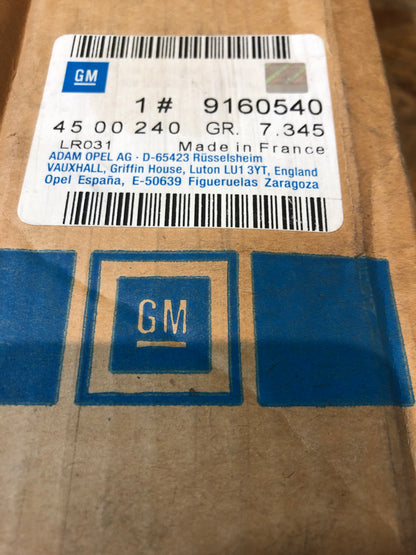 GM
1 # 9160540
45 00 240 GR. 7.345
LR031 Made in France
ADAM OPEL AG · D-65423 Rüsselsheim
VAUXHALL, Griffin House, Luton LU1 3YT, England
Opel España, E-50639 Figueruelas Zaragoza
GM